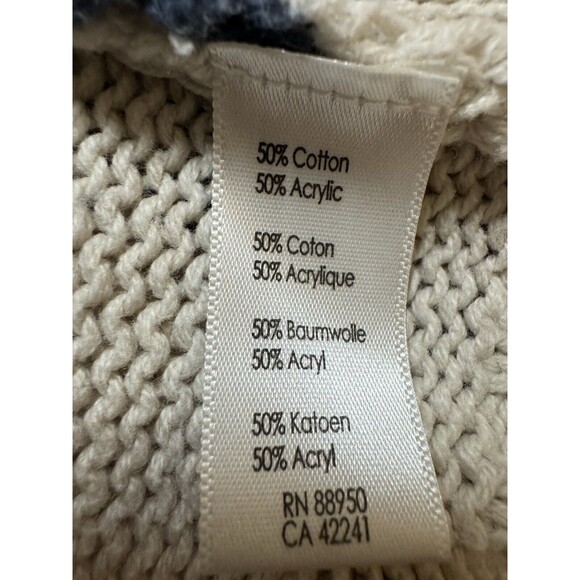 50% Cotton
50% Acrylic
50% Coton
50% Acrylique
50% Baumwolle
50% Acryl
50% Katoen
50% Acryl
RN 88950
CA 42241